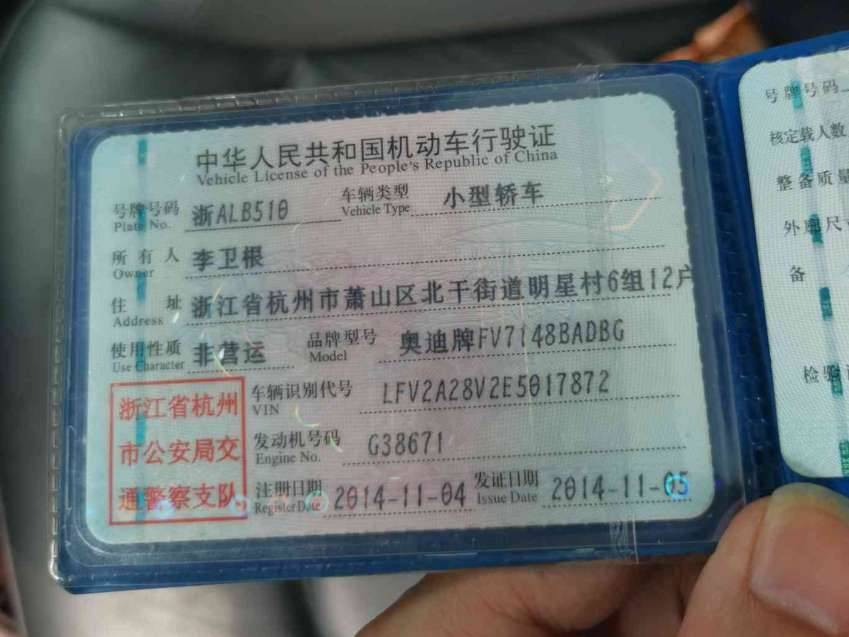 中华人民共和国机动车行驶证
Vehicle License of the People's Republic of China
号牌号码 浙ALB510 车辆类型 小型轿车
Plate No. Vehicle Type
所有人 李卫根
Owner
住址 浙江省杭州市萧山区北干街道明星村6组12户
Address
使用性质 非营运 品牌型号 奥迪牌FV7148BADBG
Use Character Model
浙江省杭州
市公安局交
通警察支队
车辆识别代号 LFV2A28V2E5017872
VIN
发动机号码 G38671
Engine No.
注册日期 2014-11-04 发证日期 2014-11-05
Register Date Issue Date
号牌号码
核定载人数
整备质量
外廓尺寸
备
检验